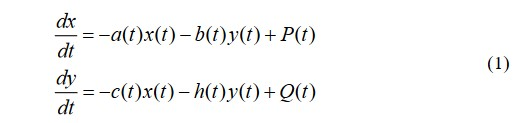 dx/dt = −a(t)x(t) − b(t)y(t) + P(t)
dy/dt = −c(t)x(t) − h(t)y(t) + Q(t)
(1)